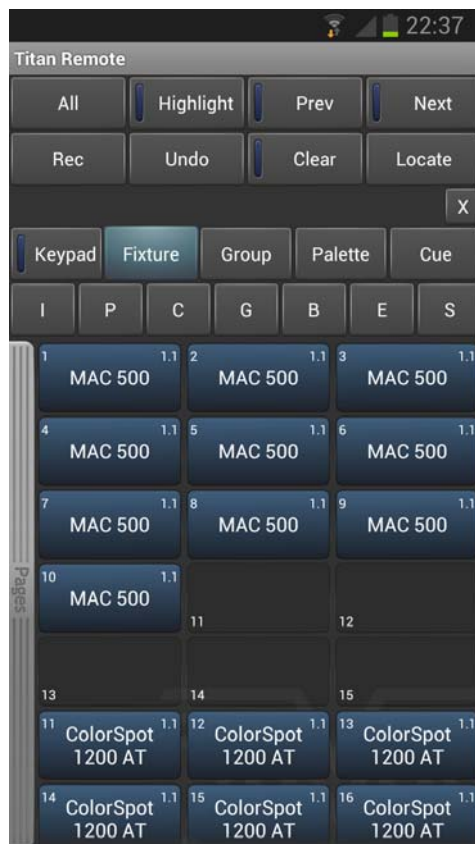 22:37
Titan Remote
All Highlight Prev Next
Rec Undo Clear Locate
X
Keypad Fixture Group Palette Cue
I P C G B E S
1 1.1 2 1.1 3 1.1
MAC 500 MAC 500 MAC 500
4 1.1 5 1.1 6 1.1
MAC 500 MAC 500 MAC 500
7 1.1 8 1.1 9 1.1
MAC 500 MAC 500 MAC 500
Pages
10 1.1
MAC 500
11 12
13 14 15
11 1.1 12 1.1 13 1.1
ColorSpot ColorSpot ColorSpot
1200 AT 1200 AT 1200 AT
14 1.1 15 1.1 16 1.1
ColorSpot ColorSpot ColorSpot
1200 AT 1200 AT 1200 AT